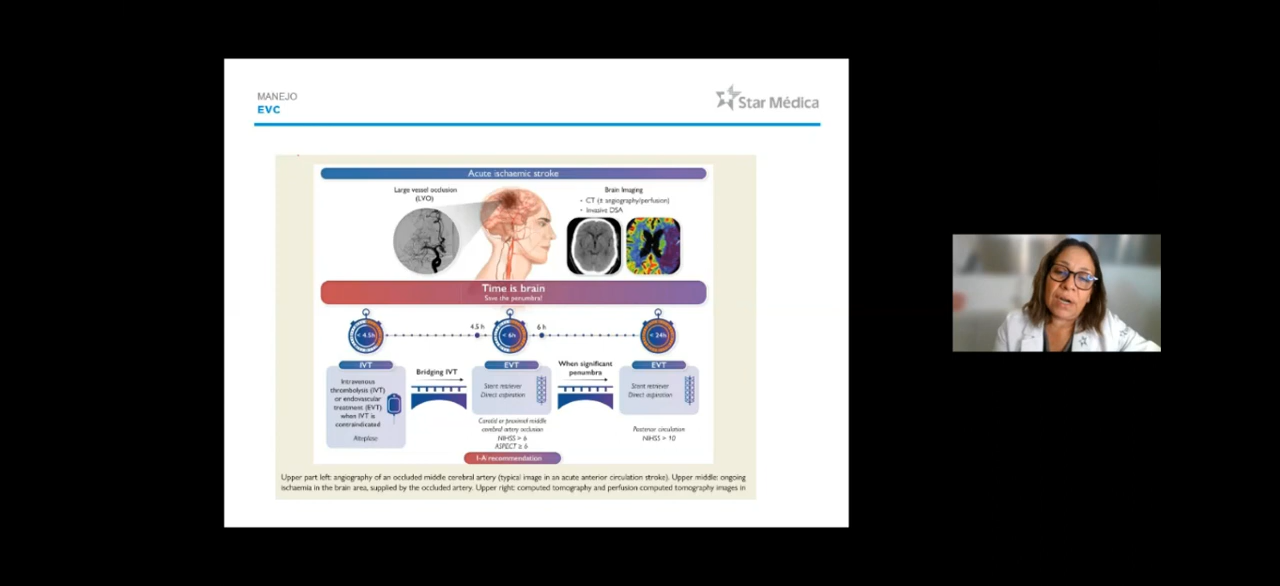 MANEJO
EVC
Star Médica
Acute ischaemic stroke
Large vessel occlusion
(LVO)
Brain Imaging
• CT (± angiography/perfusion)
• Invasive DSA
Time is brain
Save the penumbra!
< 4.5h
4.5 h
< 6h
6 h
< 24h
IVT
Intravenous
thrombolysis (IVT)
or endovascular
treatment (EVT)
when IVT is
contraindicated
Alteplase
Bridging IVT
EVT
Stent retriever
Direct aspiration
Carotid or proximal middle
cerebral artery occlusion
NIHSS > 6
ASPECT ≥ 6
When significant
penumbra
EVT
Stent retriever
Direct aspiration
Posterior circulation
NIHSS > 10
I-A recommendation
Upper part left: angiography of an occluded middle cerebral artery (typical image in an acute anterior circulation stroke). Upper middle: ongoing
ischaemia in the brain area, supplied by the occluded artery. Upper right: computed tomography and perfusion computed tomography images in